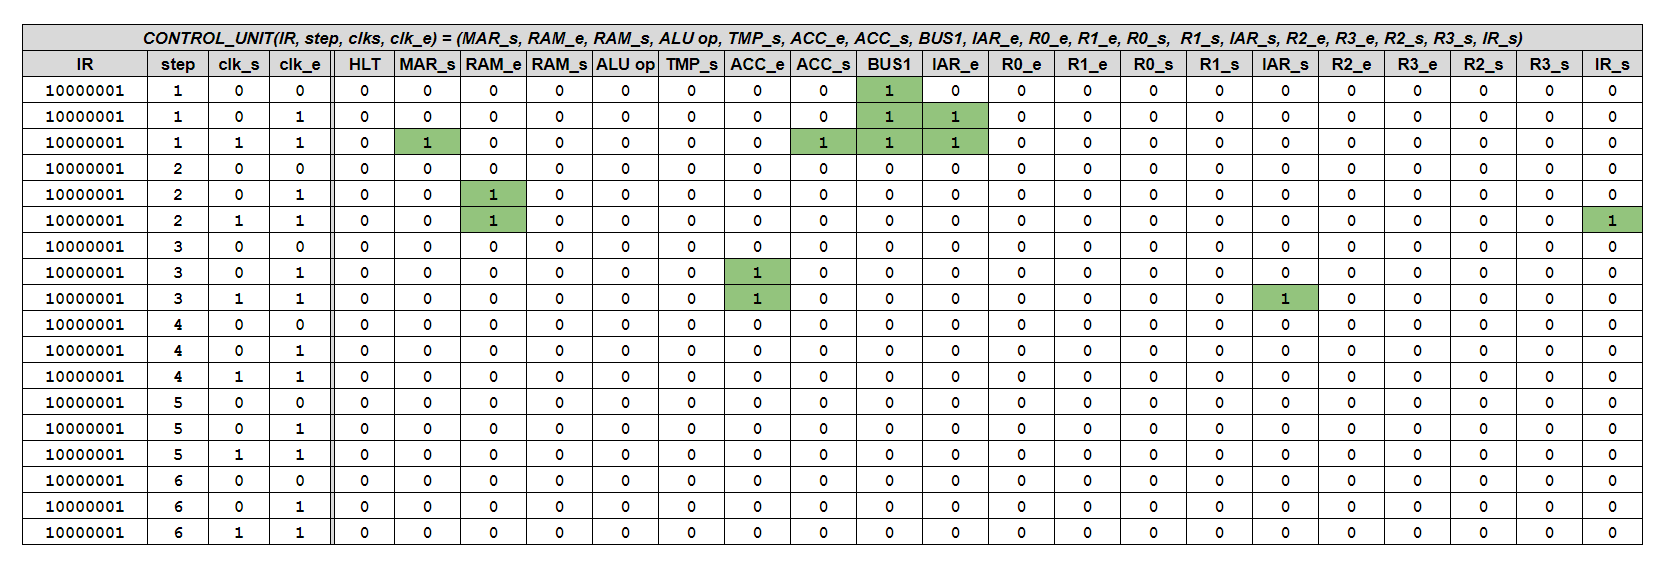 CONTROL_UNIT(IR, step, clks, clk_e) = (MAR_s, RAM_e, RAM_s, ALU op, TMP_s, ACC_e, ACC_s, BUS1, IAR_e, R0_e, R1_e, R0_s, R1_s, IAR_s, R2_e, R3_e, R2_s, R3_s, IR_s)
IR step clk_s clk_e HLT MAR_s RAM_e RAM_s ALU op TMP_s ACC_e ACC_s BUS1 IAR_e R0_e R1_e R0_s R1_s IAR_s R2_e R3_e R2_s R3_s IR_s
10000001 1 0 0 0 0 0 0 0 0 0 0 1 0 0 0 0 0 0 0 0 0 0 0
10000001 1 0 1 0 0 0 0 0 0 0 0 1 1 0 0 0 0 0 0 0 0 0 0
10000001 1 1 1 0 1 0 0 0 0 0 1 1 1 0 0 0 0 0 0 0 0 0 0
10000001 2 0 0 0 0 0 0 0 0 0 0 0 0 0 0 0 0 0 0 0 0 0 0
10000001 2 0 1 0 0 1 0 0 0 0 0 0 0 0 0 0 0 0 0 0 0 0 0
10000001 2 1 1 0 0 1 0 0 0 0 0 0 0 0 0 0 0 0 0 0 0 0 1
10000001 3 0 0 0 0 0 0 0 0 0 0 0 0 0 0 0 0 0 0 0 0 0 0
10000001 3 0 1 0 0 0 0 0 0 1 0 0 0 0 0 0 0 0 0 0 0 0 0
10000001 3 1 1 0 0 0 0 0 0 1 0 0 0 0 0 0 0 1 0 0 0 0 0
10000001 4 0 0 0 0 0 0 0 0 0 0 0 0 0 0 0 0 0 0 0 0 0 0
10000001 4 0 1 0 0 0 0 0 0 0 0 0 0 0 0 0 0 0 0 0 0 0 0
10000001 4 1 1 0 0 0 0 0 0 0 0 0 0 0 0 0 0 0 0 0 0 0 0
10000001 5 0 0 0 0 0 0 0 0 0 0 0 0 0 0 0 0 0 0 0 0 0 0
10000001 5 0 1 0 0 0 0 0 0 0 0 0 0 0 0 0 0 0 0 0 0 0 0
10000001 5 1 1 0 0 0 0 0 0 0 0 0 0 0 0 0 0 0 0 0 0 0 0
10000001 6 0 0 0 0 0 0 0 0 0 0 0 0 0 0 0 0 0 0 0 0 0 0
10000001 6 0 1 0 0 0 0 0 0 0 0 0 0 0 0 0 0 0 0 0 0 0 0
10000001 6 1 1 0 0 0 0 0 0 0 0 0 0 0 0 0 0 0 0 0 0 0 0